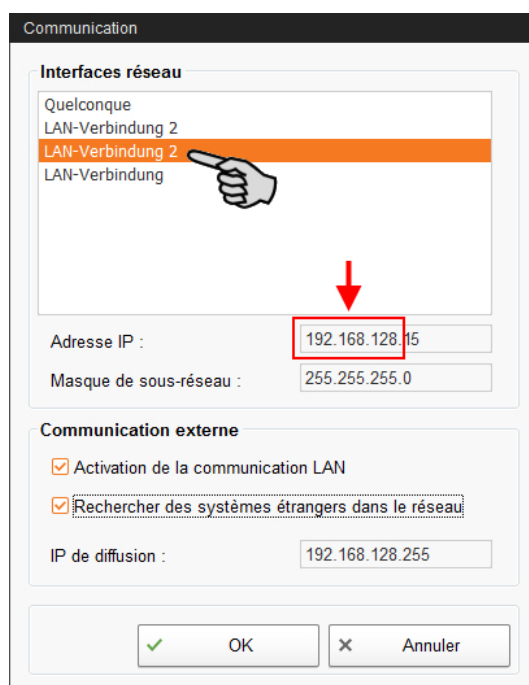 Communication
Interfaces réseau
Quelconque
LAN-Verbindung 2
LAN-Verbindung 2
LAN-Verbindung
Adresse IP :
192.168.128.15
Masque de sous-réseau :
255.255.255.0
Communication externe
Activation de la communication LAN
Rechercher des systèmes étrangers dans le réseau
IP de diffusion :
192.168.128.255
OK
Annuler